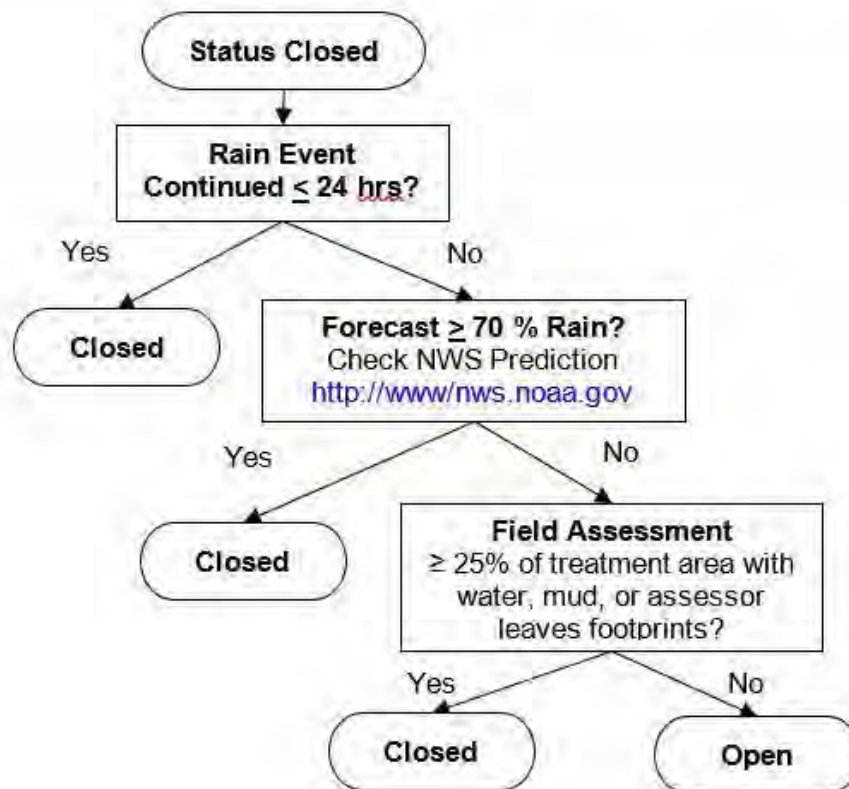 Status Closed
Rain Event
Continued ≤ 24 hrs?
Yes
No
Closed
Forecast ≥ 70 % Rain?
Check NWS Prediction
http://www/nws.noaa.gov
Yes
No
Closed
Field Assessment
≥ 25% of treatment area with
water, mud, or assessor
leaves footprints?
Yes
No
Closed
Open